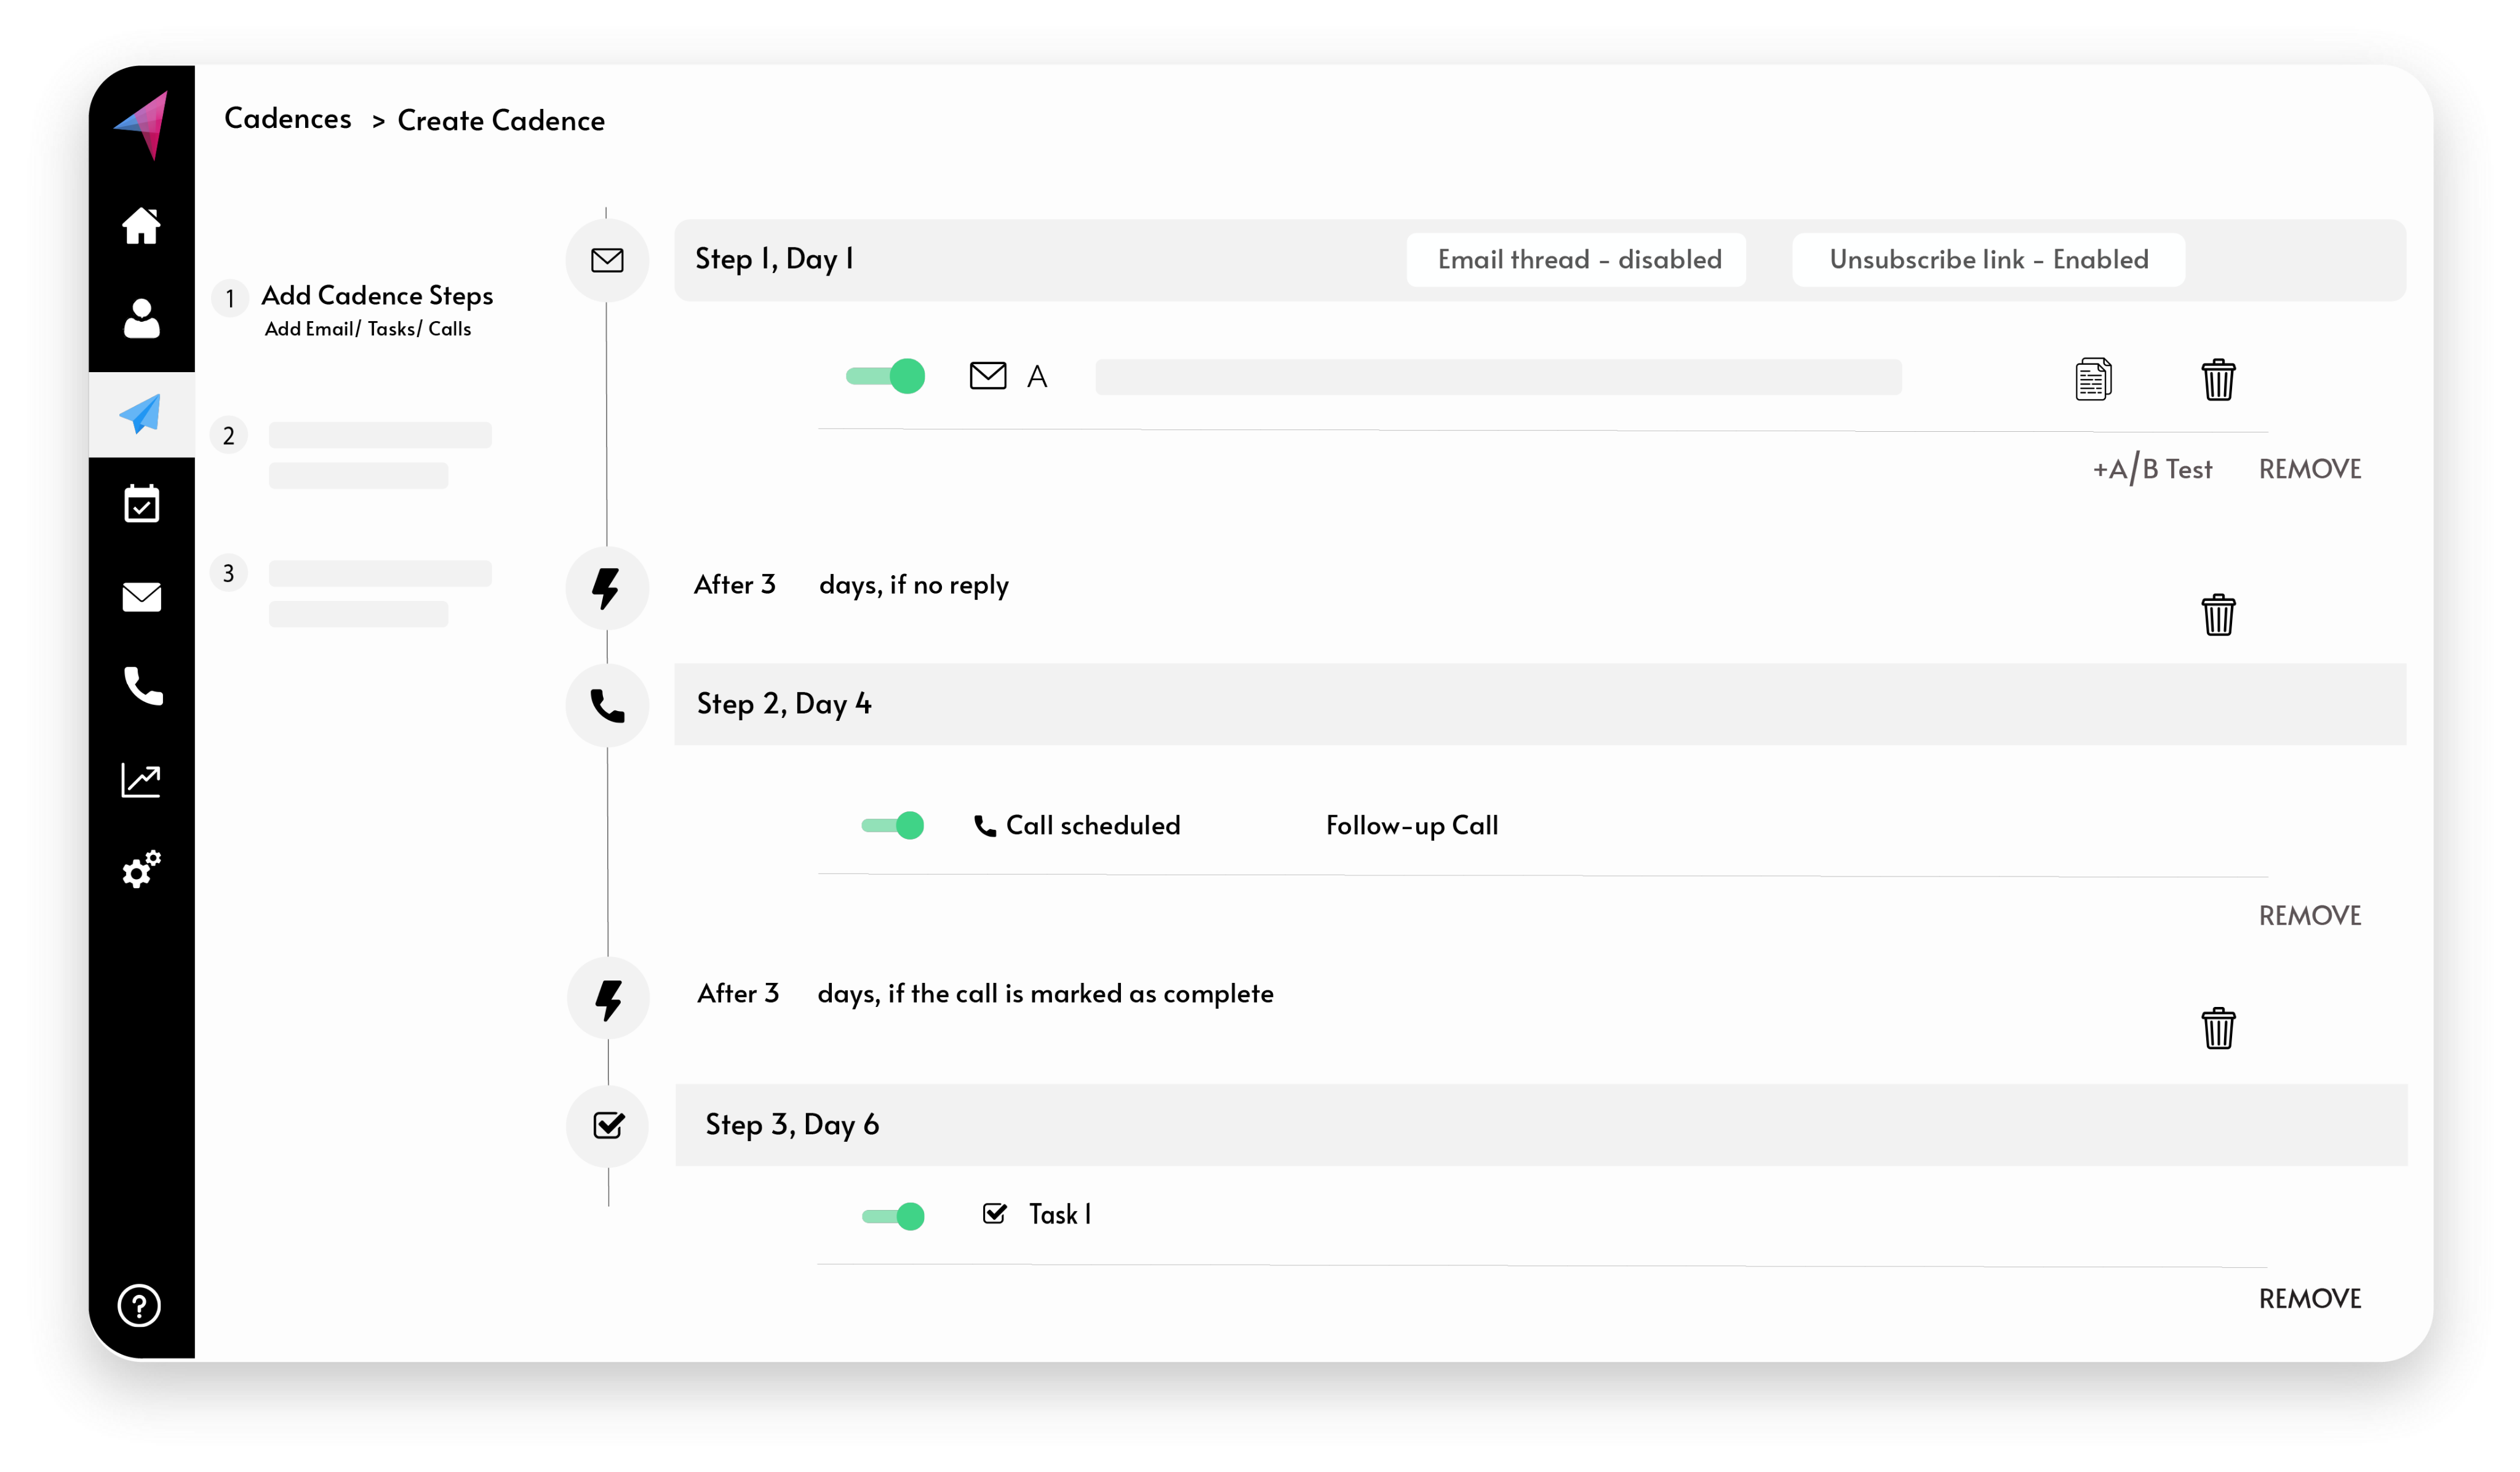 Cadences > Create Cadence
1 Add Cadence Steps
Add Email/ Tasks/ Calls
2
3
Step 1, Day 1 Email thread - disabled Unsubscribe link - Enabled
A
+A/B Test REMOVE
After 3 days, if no reply
Step 2, Day 4
Call scheduled Follow-up Call
REMOVE
After 3 days, if the call is marked as complete
Step 3, Day 6
Task 1
REMOVE
?